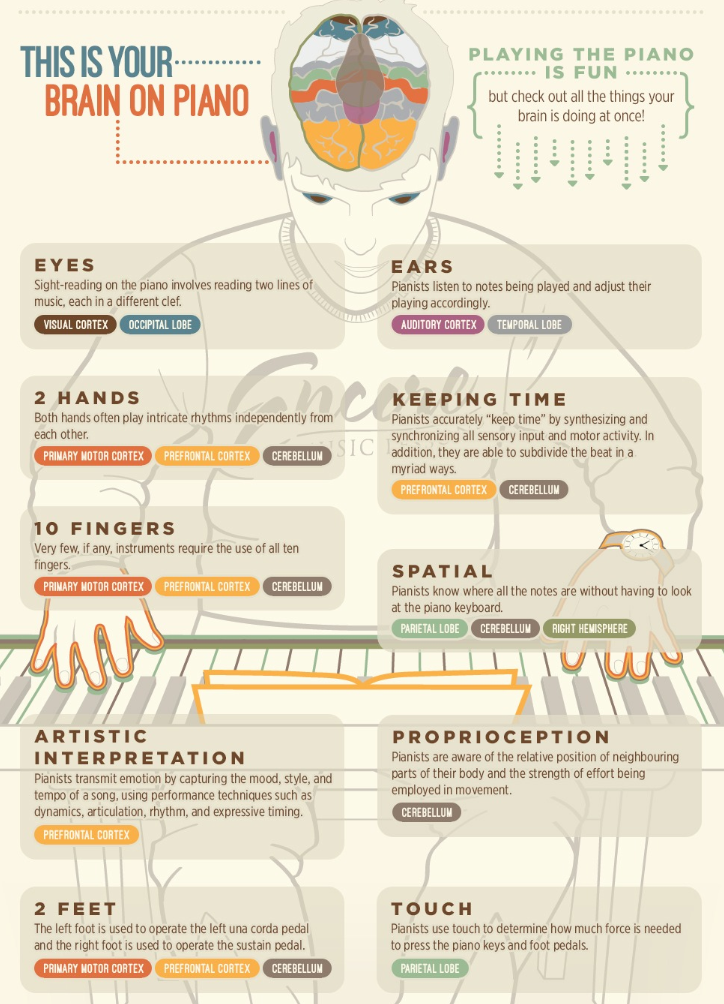 THIS IS YOUR
BRAIN ON PIANO
PLAYING THE PIANO
IS FUN
but check out all the things your
brain is doing at once!
EYES
Sight-reading on the piano involves reading two lines of
music, each in a different clef.
VISUAL CORTEX OCCIPITAL LOBE
EARS
Pianists listen to notes being played and adjust their
playing accordingly.
AUDITORY CORTEX TEMPORAL LOBE
2 HANDS
Both hands often play intricate rhythms independently from
each other.
PRIMARY MOTOR CORTEX PREFRONTAL CORTEX CEREBELLUM
Encore
KEEPING TIME
Pianists accurately “keep time” by synthesizing and
synchronizing all sensory input and motor activity. In
addition, they are able to subdivide the beat in a
myriad ways.
PREFRONTAL CORTEX CEREBELLUM
10 FINGERS
Very few, if any, instruments require the use of all ten
fingers.
PRIMARY MOTOR CORTEX PREFRONTAL CORTEX CEREBELLUM
SPATIAL
Pianists know where all the notes are without having to look
at the piano keyboard.
PARIETAL LOBE CEREBELLUM RIGHT HEMISPHERE
ARTISTIC
INTERPRETATION
Pianists transmit emotion by capturing the mood, style, and
tempo of a song, using performance techniques such as
dynamics, articulation, rhythm, and expressive timing.
PREFRONTAL CORTEX
PROPRIOCEPTION
Pianists are aware of the relative position of neighbouring
parts of their body and the strength of effort being
employed in movement.
CEREBELLUM
2 FEET
The left foot is used to operate the left una corda pedal
and the right foot is used to operate the sustain pedal.
PRIMARY MOTOR CORTEX PREFRONTAL CORTEX CEREBELLUM
TOUCH
Pianists use touch to determine how much force is needed
to press the piano keys and foot pedals.
PARIETAL LOBE